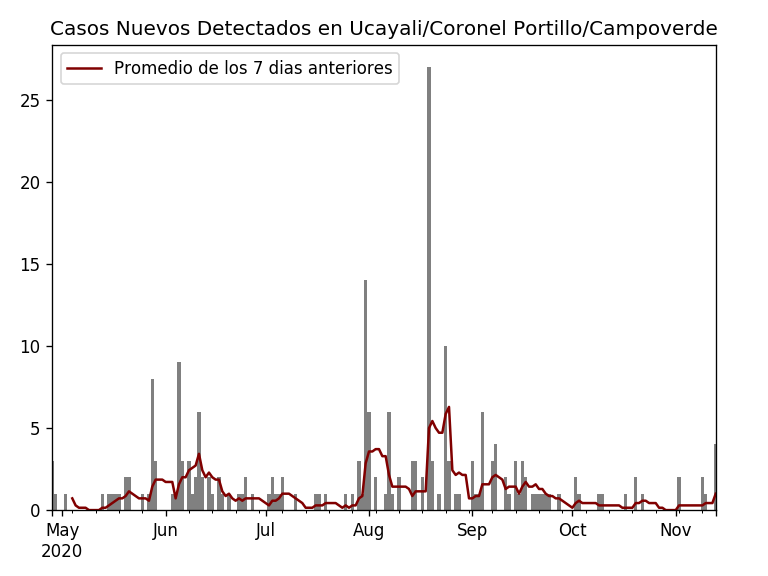 Casos Nuevos Detectados en Ucayali/Coronel Portillo/Campoverde
Promedio de los 7 dias anteriores
25
20
15
10
5
0
May Jun Jul Aug Sep Oct Nov
2020